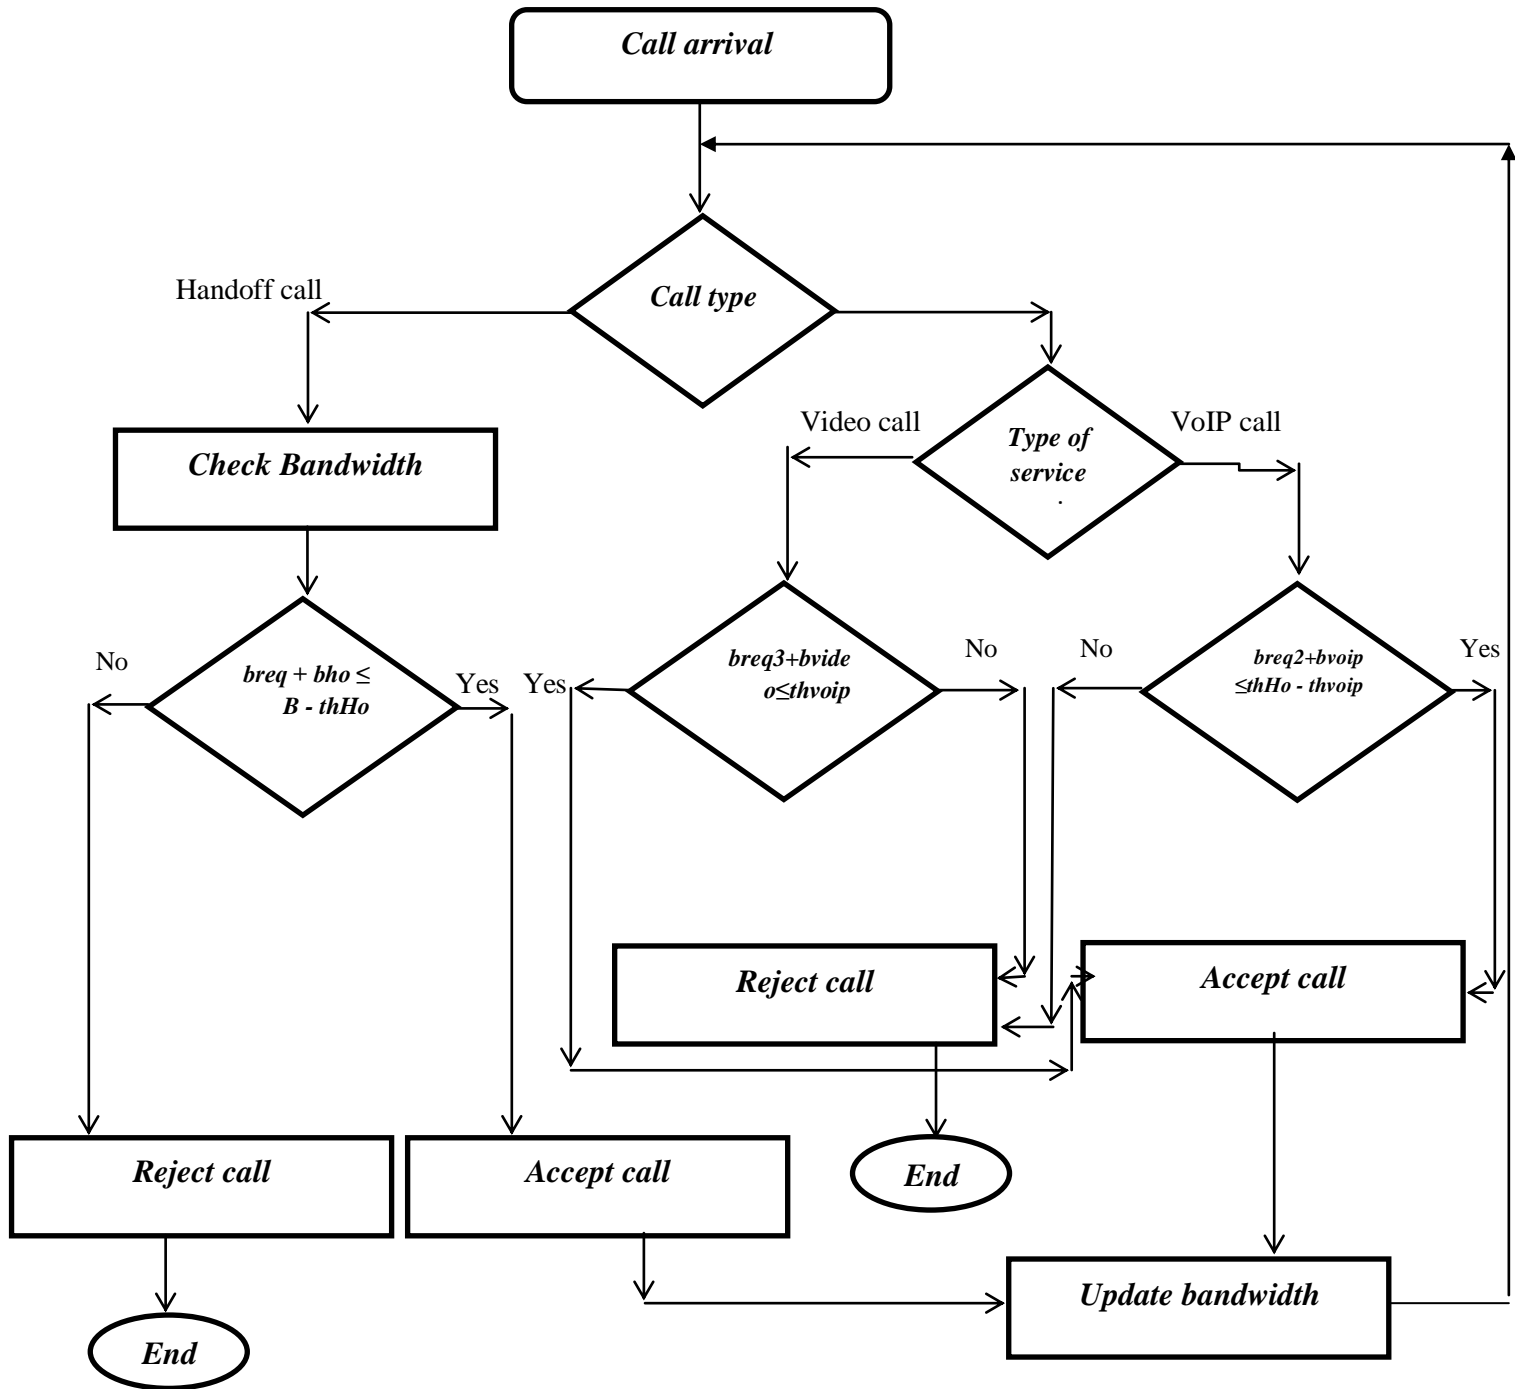 Call arrival
Handoff call
Call type
Video call
VoIP call
Type of
service
.
Check Bandwidth
No
breq + bho ≤
B - thHo
Yes
Yes
breq3+bvide
o≤thvoip
No
No
breq2+bvoip
≤thHo - thvoip
Yes
Reject call
Accept call
Reject call
Accept call
End
Update bandwidth
End